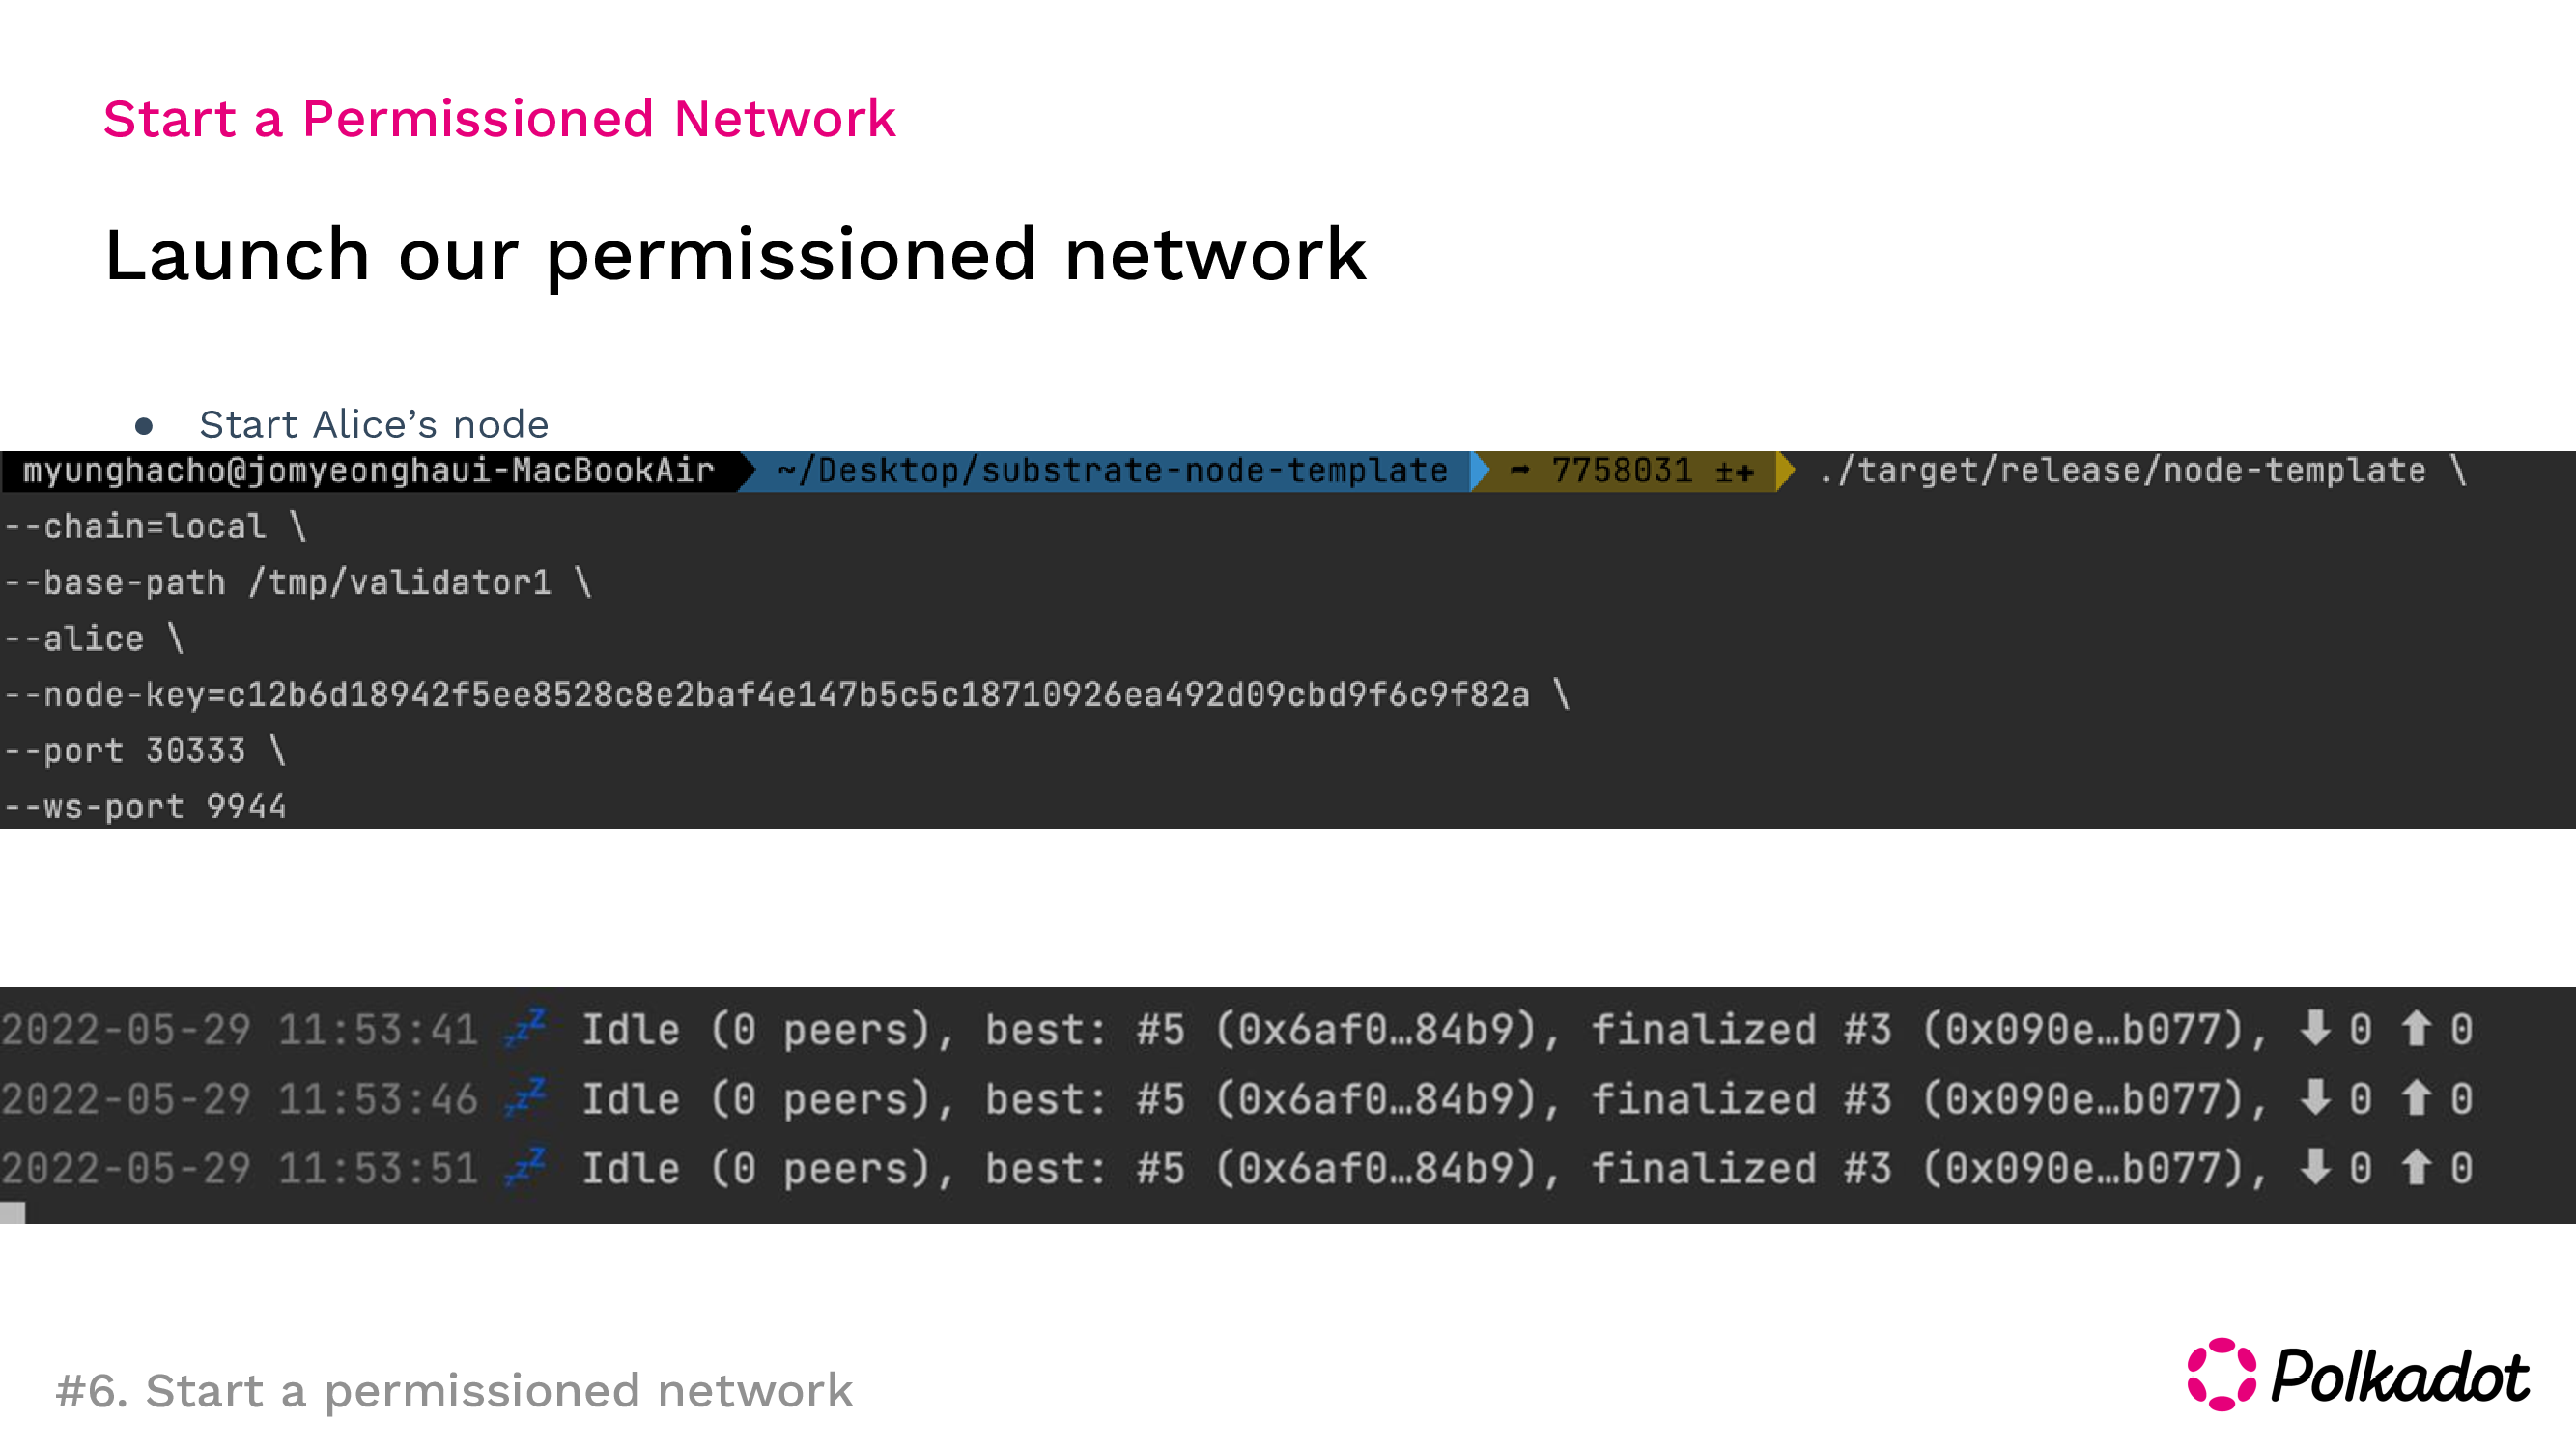 Start a Permissioned Network
Launch our permissioned network
● Start Alice’s node
myunghacho@jomyeonghaui-MacBookAir ~/Desktop/substrate-node-template ➦ 7758031 ±✚ ./target/release/node-template \
--chain=local \
--base-path /tmp/validator1 \
--alice \
--node-key=c12b6d18942f5ee8528c8e2baf4e147b5c5c18710926ea492d09cbd9f6c9f82a \
--port 30333 \
--ws-port 9944
2022-05-29 11:53:41 💤 Idle (0 peers), best: #5 (0x6af0…84b9), finalized #3 (0x090e…b077), ⬇ 0 ⬆ 0
2022-05-29 11:53:46 💤 Idle (0 peers), best: #5 (0x6af0…84b9), finalized #3 (0x090e…b077), ⬇ 0 ⬆ 0
2022-05-29 11:53:51 💤 Idle (0 peers), best: #5 (0x6af0…84b9), finalized #3 (0x090e…b077), ⬇ 0 ⬆ 0
#6. Start a permissioned network
Polkadot